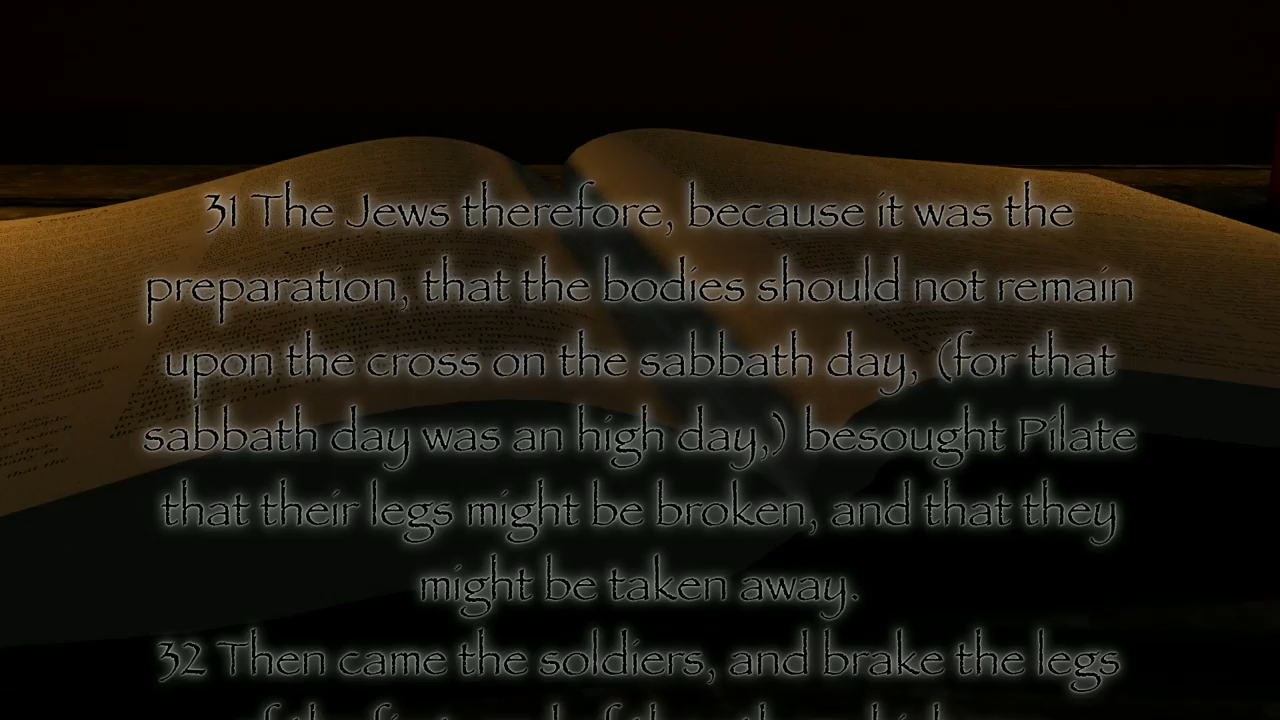 31 The Jews therefore, because it was the
preparation, that the bodies should not remain
upon the cross on the sabbath day, (for that
sabbath day was an high day,) besought Pilate
that their legs might be broken, and that they
might be taken away.
32 Then came the soldiers, and brake the legs